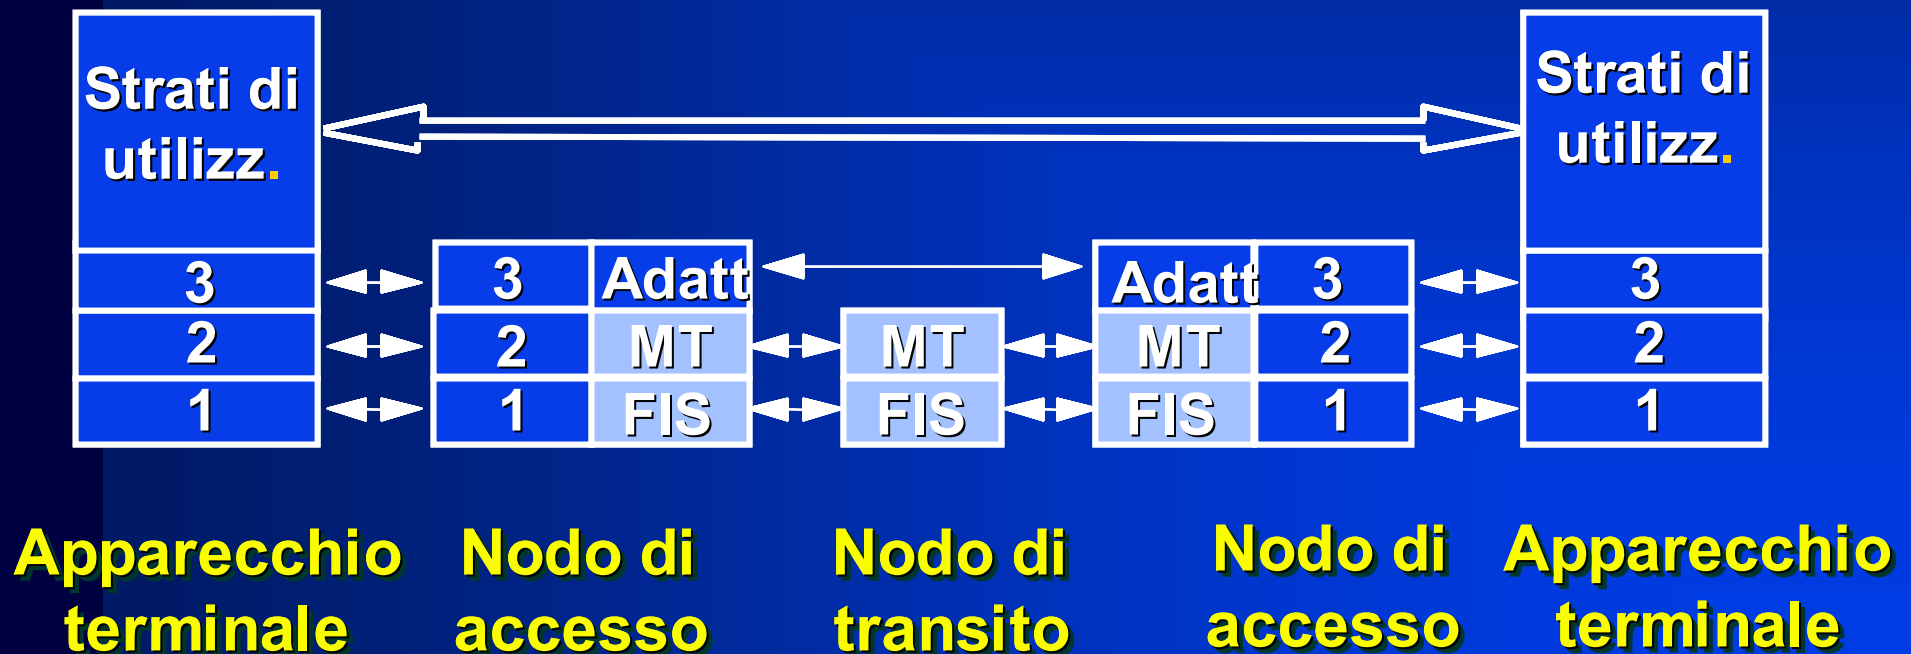 Strati di
utilizz.
Strati di
utilizz.
3
3
Adatt
Adatt
3
3
2
2
MT
MT
MT
2
2
1
1
FIS
FIS
FIS
1
1
Apparecchio
terminale
Nodo di
accesso
Nodo di
transito
Nodo di
accesso
Apparecchio
terminale